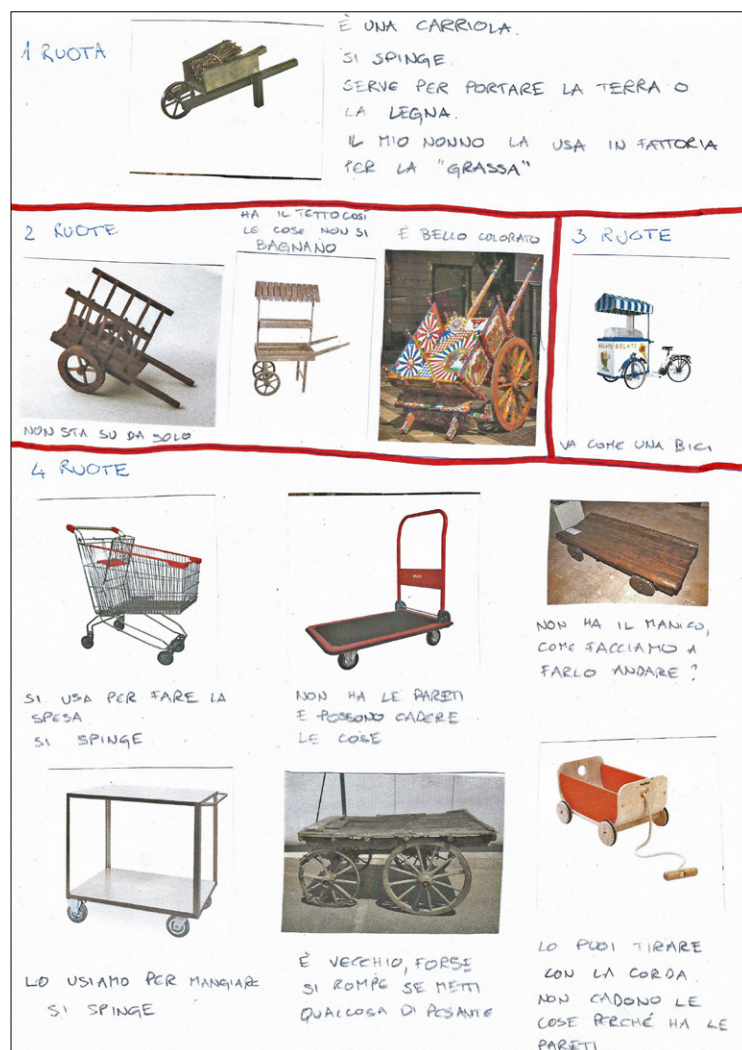 1 RUOTA
È UNA CARRIOLA.
SI SPINGE.
SERVE PER PORTARE LA TERRA O
LA LEGNA.
IL MIO NONNO LA USA IN FATTORIA
PER LA "GRASSA"
2 RUOTE
HA IL TETTO COSÌ
LE COSE NON SI
BAGNANO
È BELLO COLORATO
NON STA SU DA SOLO
3 RUOTE
GELATI
VA COME UNA BICI
4 RUOTE
SI USA PER FARE LA
SPESA
SI SPINGE
NON HA LE PARETI
E POSSONO CADERE
LE COSE
NON HA IL MANICO,
COME FACCIAMO A
FARLO ANDARE?
LO USIAMO PER MANGIARE
SI SPINGE
È VECCHIO, FORSE
SI ROMPE SE METTI
QUALCOSA DI PESANTE
LO PUOI TIRARE
CON LA CORDA.
NON CADONO LE
COSE PERCHÉ HA LE
PARETI